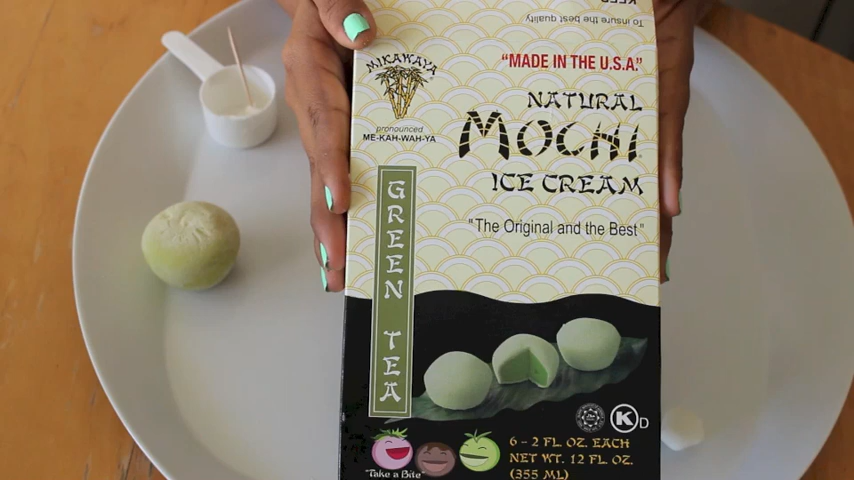 To insure the best quality
KEEP
MIKAWAYA
pronounced
ME-KAH-WAH-YA
"MADE IN THE U.S.A."
NATURAL
MOCHI
ICE CREAM
"The Original and the Best"
GREEN TEA
K D
"Take a Bite"
6 - 2 FL. OZ. EACH
NET WT. 12 FL. OZ.
(355 ML)